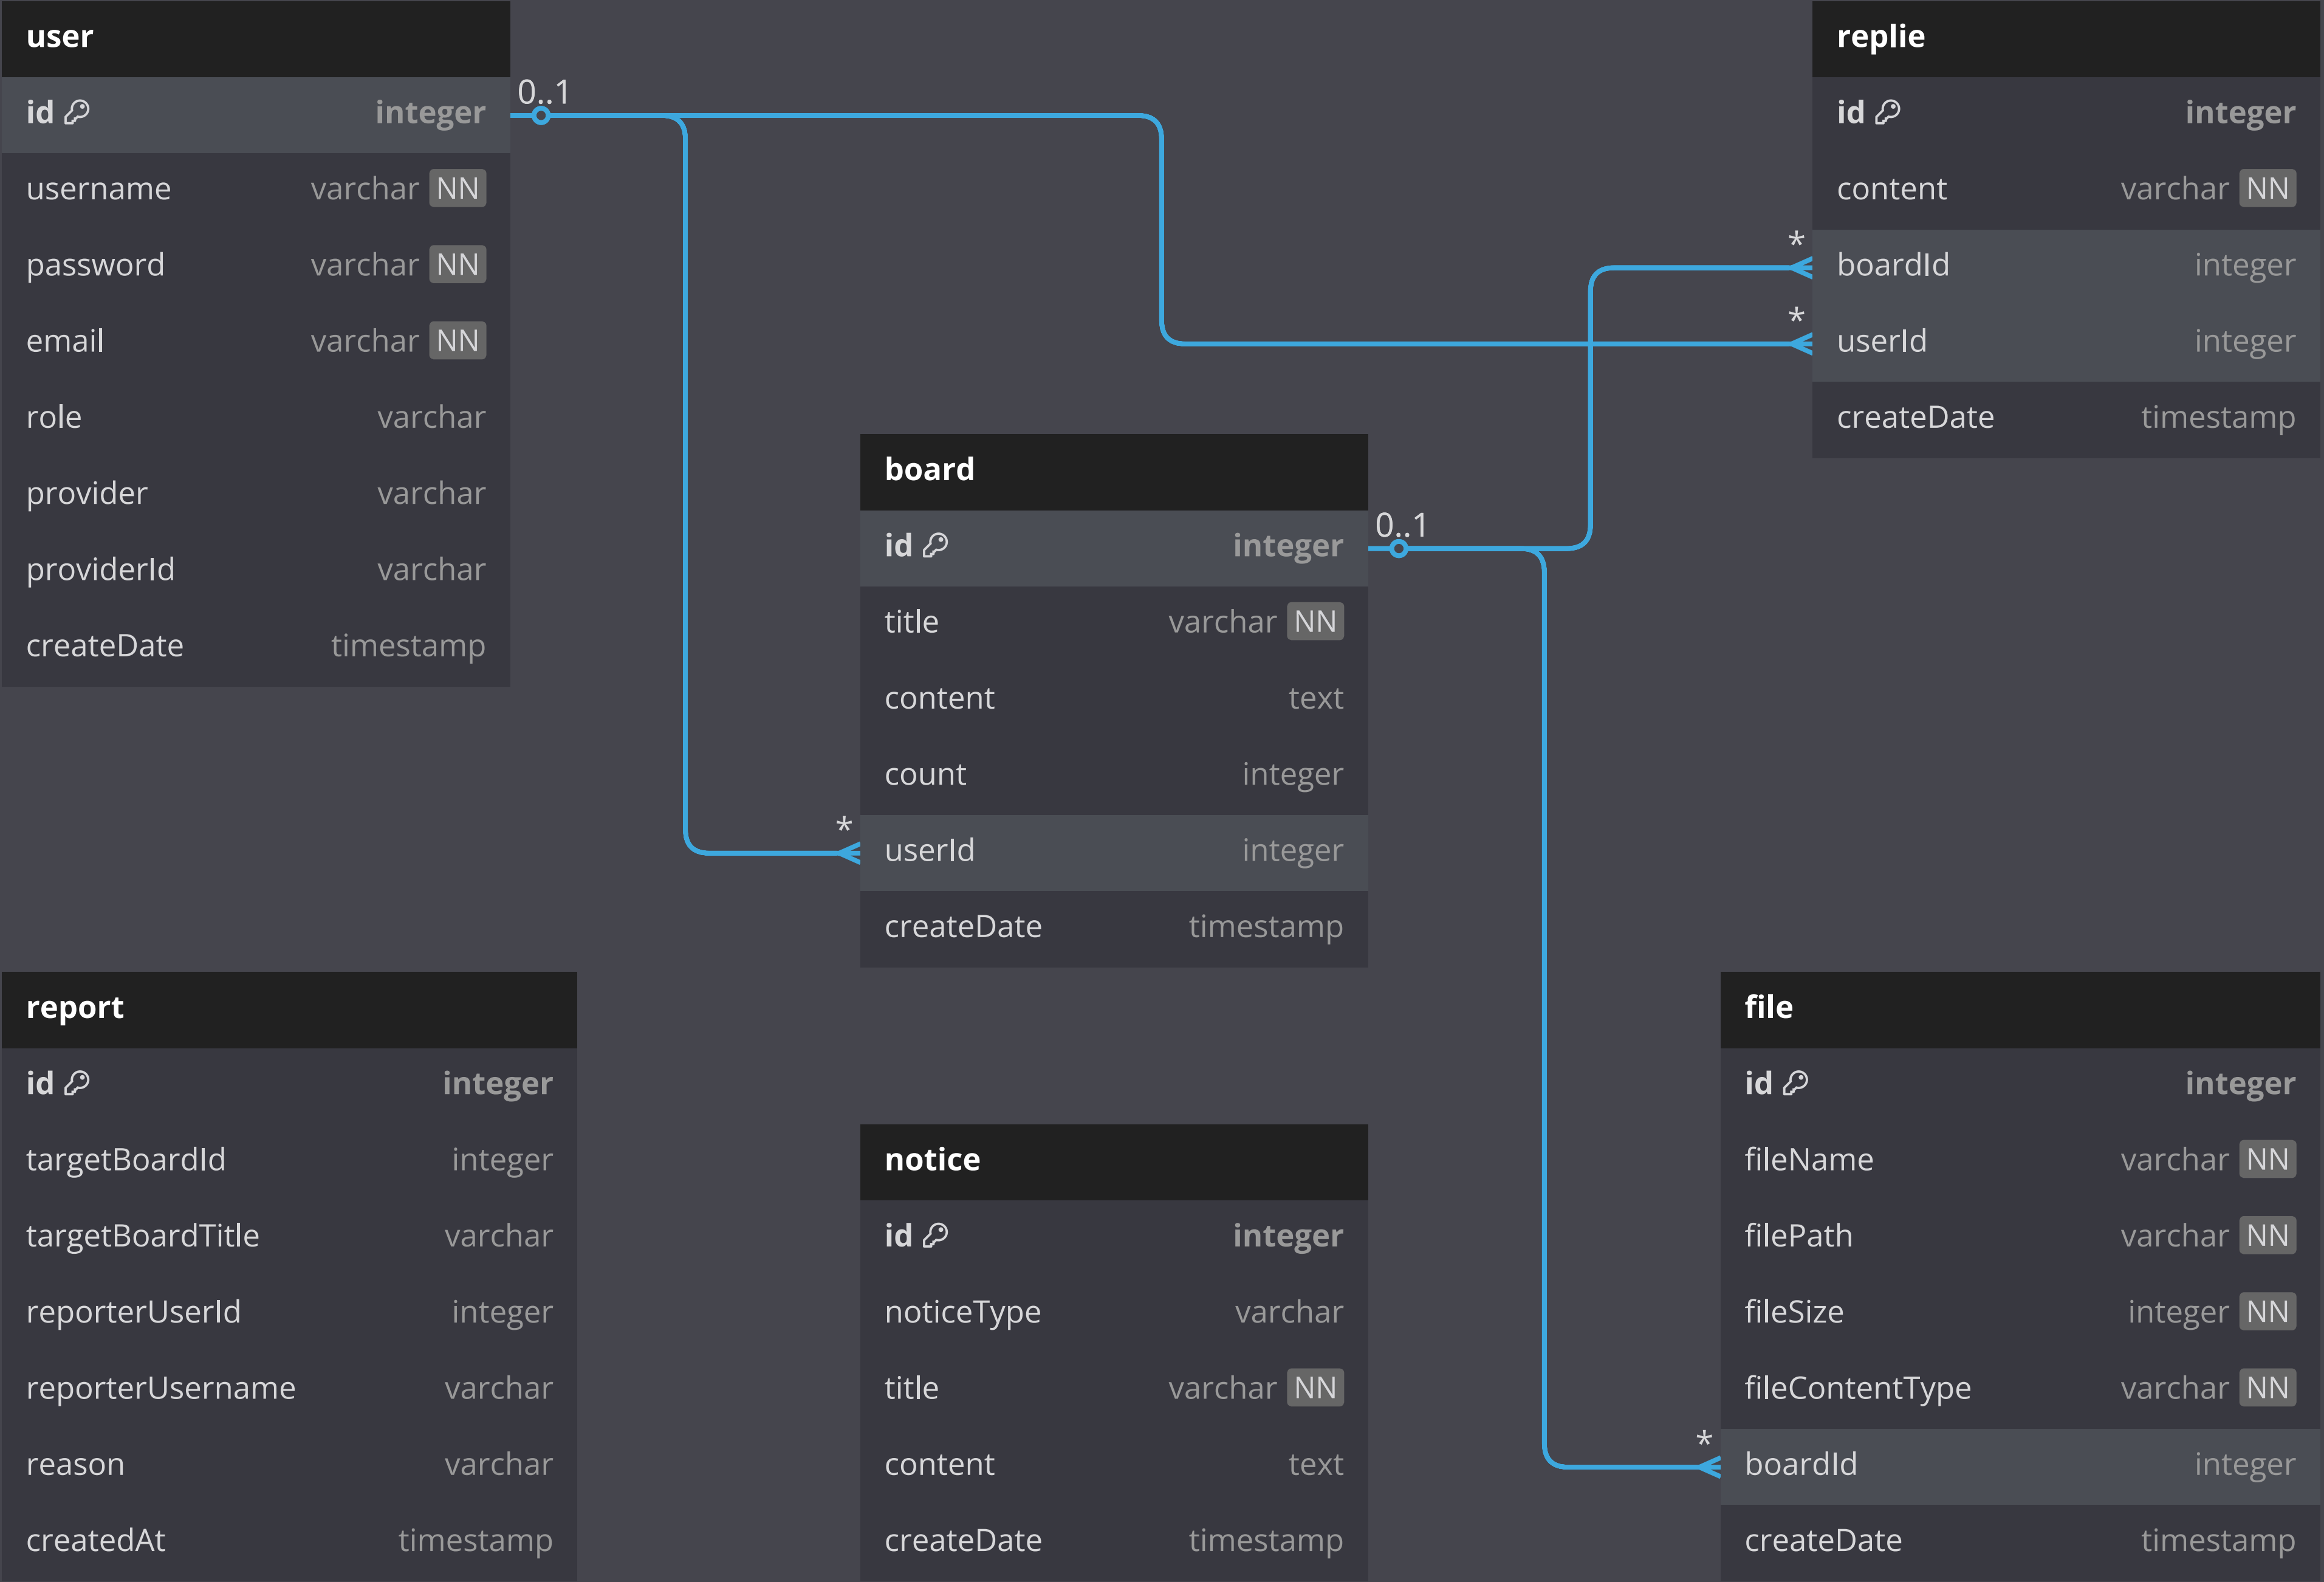 user
id integer
username varchar NN
password varchar NN
email varchar NN
role varchar
provider varchar
providerId varchar
createDate timestamp
0..1
replie
id integer
content varchar NN
* boardId integer
* userId integer
createDate timestamp
board
id integer
title varchar NN
content text
count integer
* userId integer
createDate timestamp
0..1
report
id integer
targetBoardId integer
targetBoardTitle varchar
reporterUserId integer
reporterUsername varchar
reason varchar
createdAt timestamp
notice
id integer
noticeType varchar
title varchar NN
content text
createDate timestamp
file
id integer
fileName varchar NN
filePath varchar NN
fileSize integer NN
fileContentType varchar NN
* boardId integer
createDate timestamp